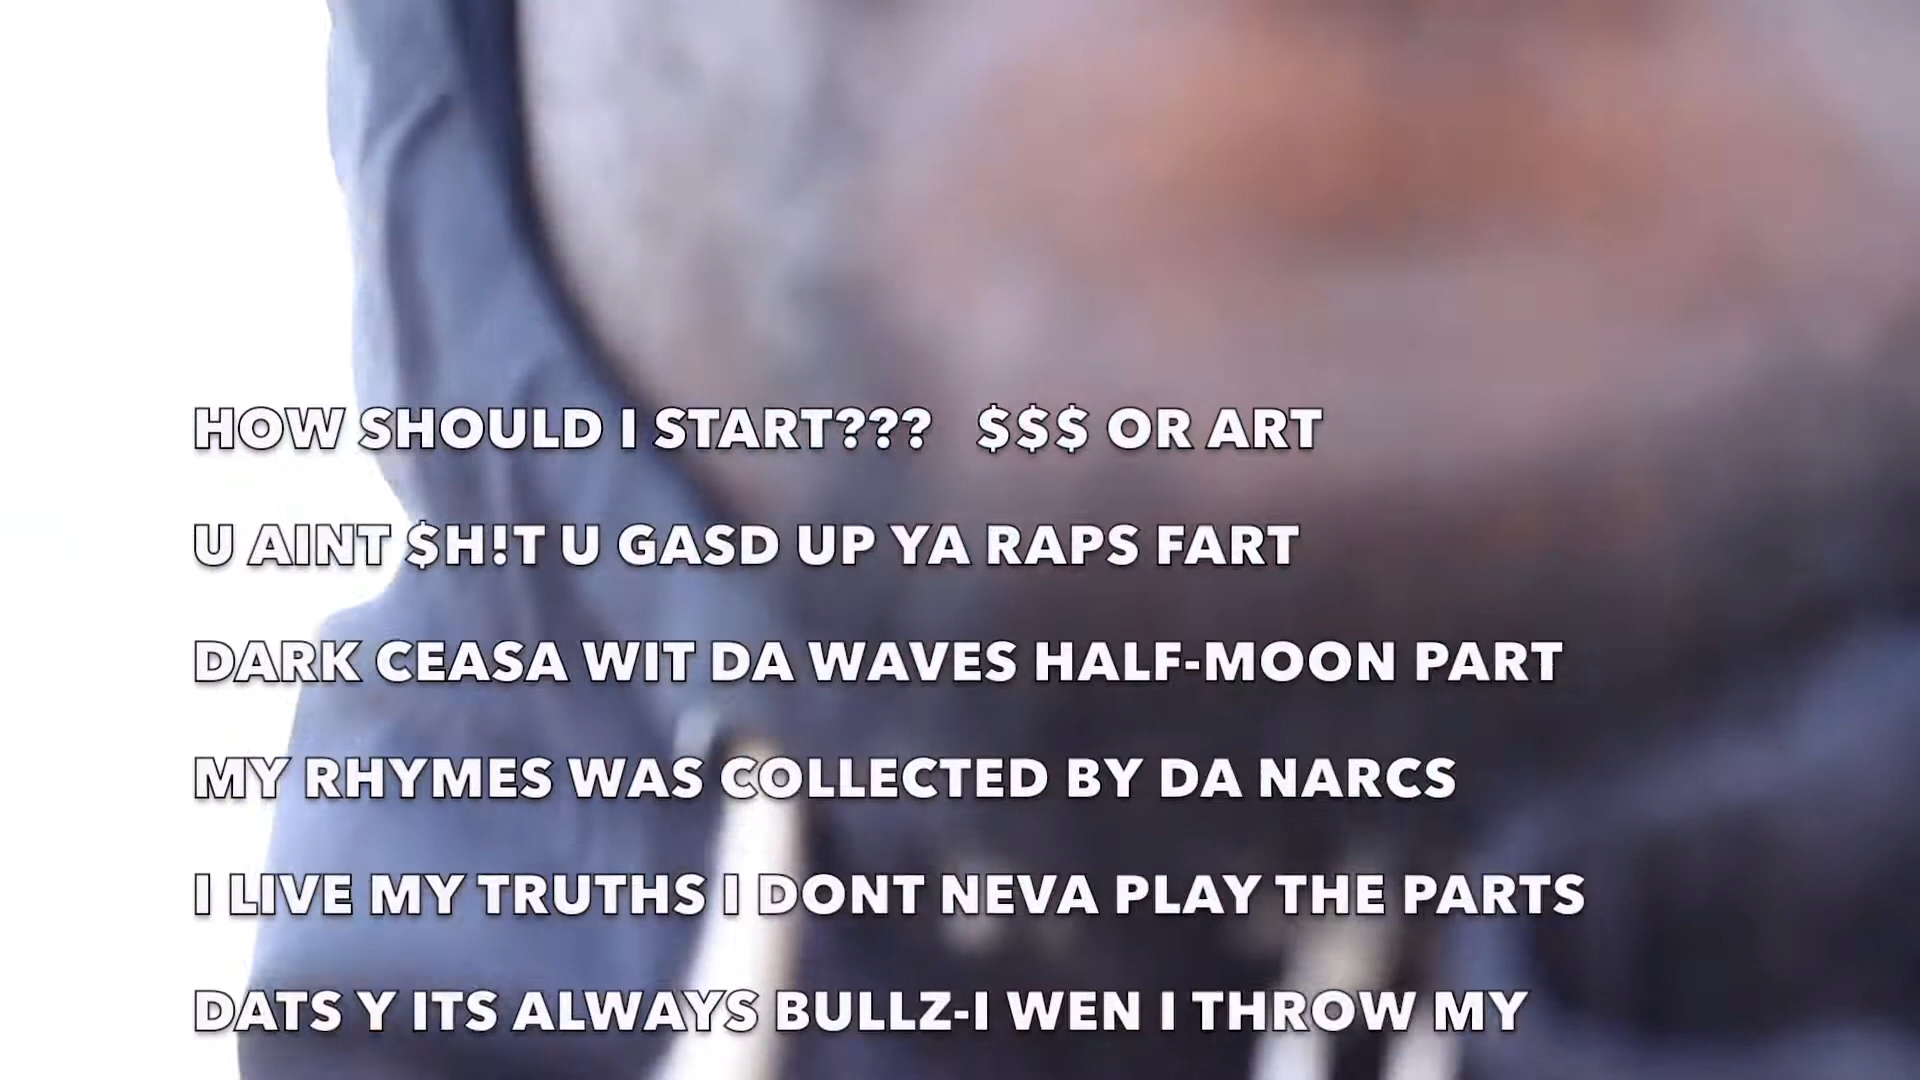 HOW SHOULD I START??? $$$ OR ART
U AINT $H!T U GASD UP YA RAPS FART
DARK CEASA WIT DA WAVES HALF-MOON PART
MY RHYMES WAS COLLECTED BY DA NARCS
I LIVE MY TRUTHS I DONT NEVA PLAY THE PARTS
DATS Y ITS ALWAYS BULLZ-I WEN I THROW MY